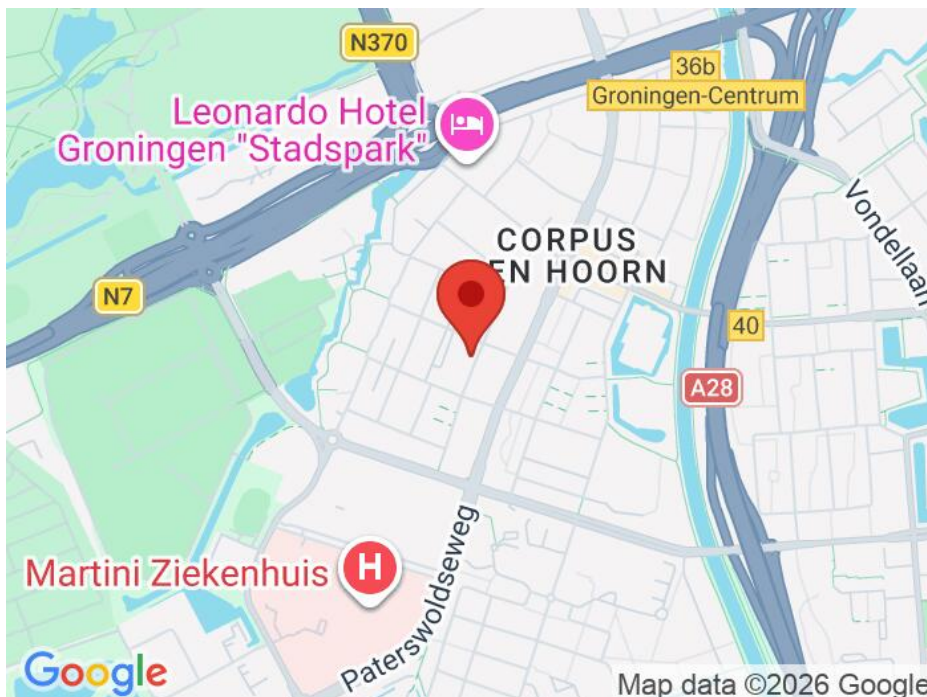 N370
36b
Groningen-Centrum
Leonardo Hotel
Groningen "Stadspark"
Vondellaan
CORPUS
EN HOORN
N7
40
A28
Paterswoldseweg
Martini Ziekenhuis
H
Google
Map data ©2026 Google